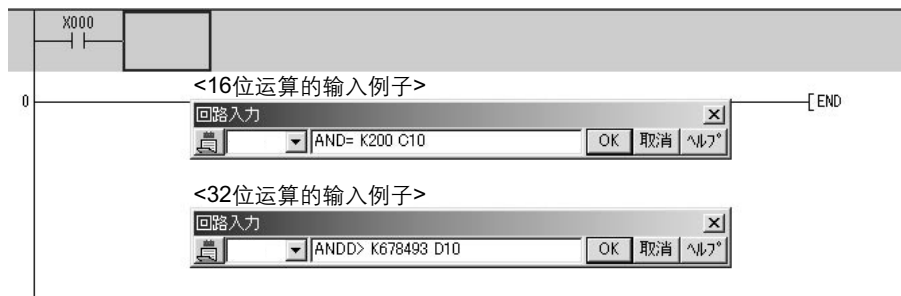 X000
<16位运算的输入例子>
0
END
回路入力
AND= K200 C10
OK 取消 ヘルプ
<32位运算的输入例子>
回路入力
ANDD> K678493 D10
OK 取消 ヘルプ